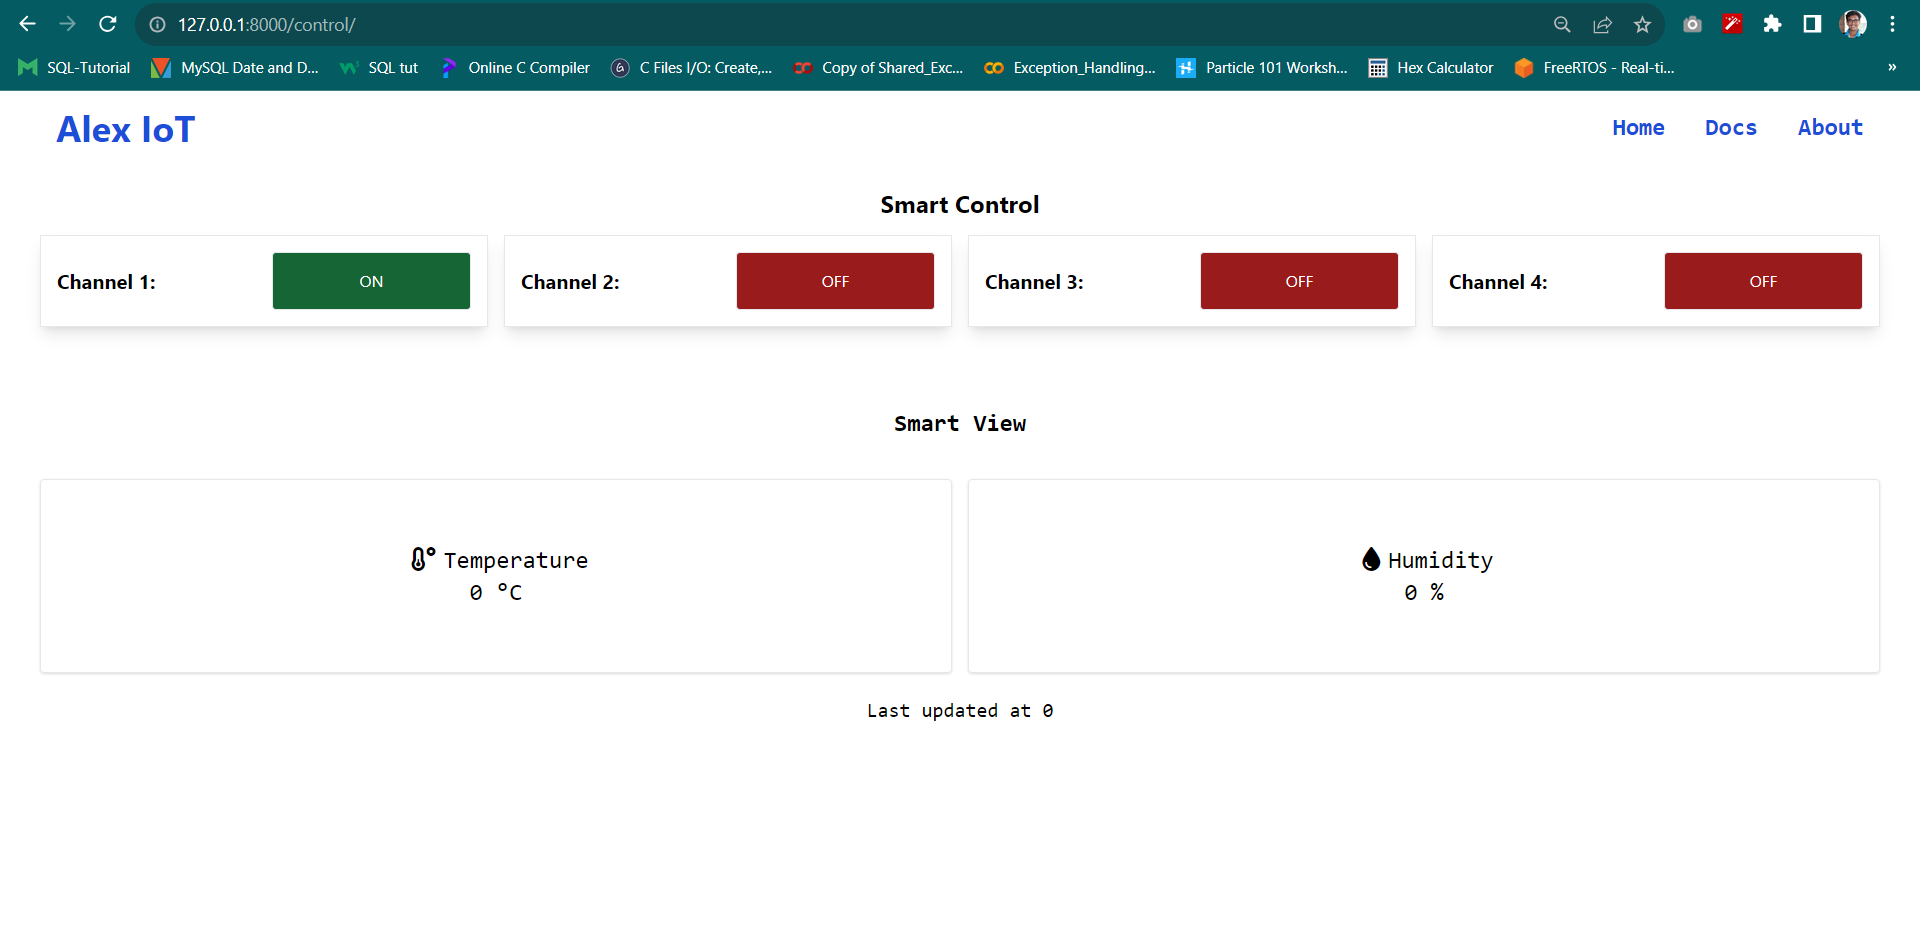 127.0.0.1:8000/control/
SQL-Tutorial MySQL Date and D... SQL tut Online C Compiler C Files I/O: Create,... Copy of Shared_Exc... Exception_Handling... Particle 101 Worksh... Hex Calculator FreeRTOS - Real-ti... »
Alex IoT Home Docs About
Smart Control
Channel 1: ON Channel 2: OFF Channel 3: OFF Channel 4: OFF
Smart View
Temperature
0 °C
Humidity
0 %
Last updated at 0